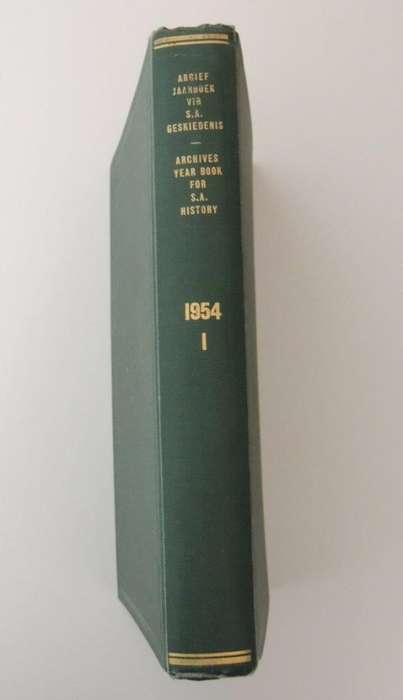 ARGIEF
JAARBOEK
VIR
S.A.
GESKIEDENIS
—
ARCHIVES
YEAR BOOK
FOR
S.A.
HISTORY
1954
I